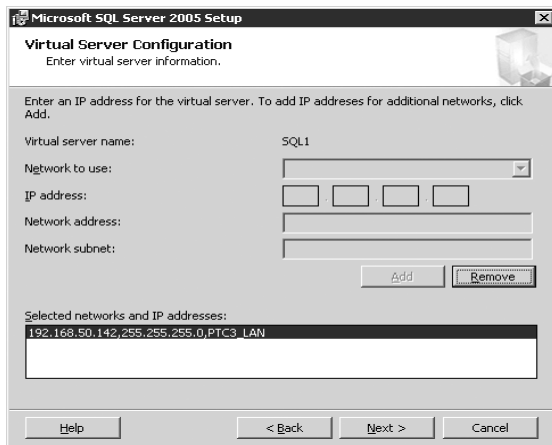 Microsoft SQL Server 2005 Setup
Virtual Server Configuration
Enter virtual server information.
Enter an IP address for the virtual server. To add IP addreses for additional networks, click
Add.
Virtual server name: SQL1
Network to use:
IP address:
Network address:
Network subnet:
Add Remove
Selected networks and IP addresses:
192.168.50.142,255.255.255.0,PTC3_LAN
Help < Back Next > Cancel